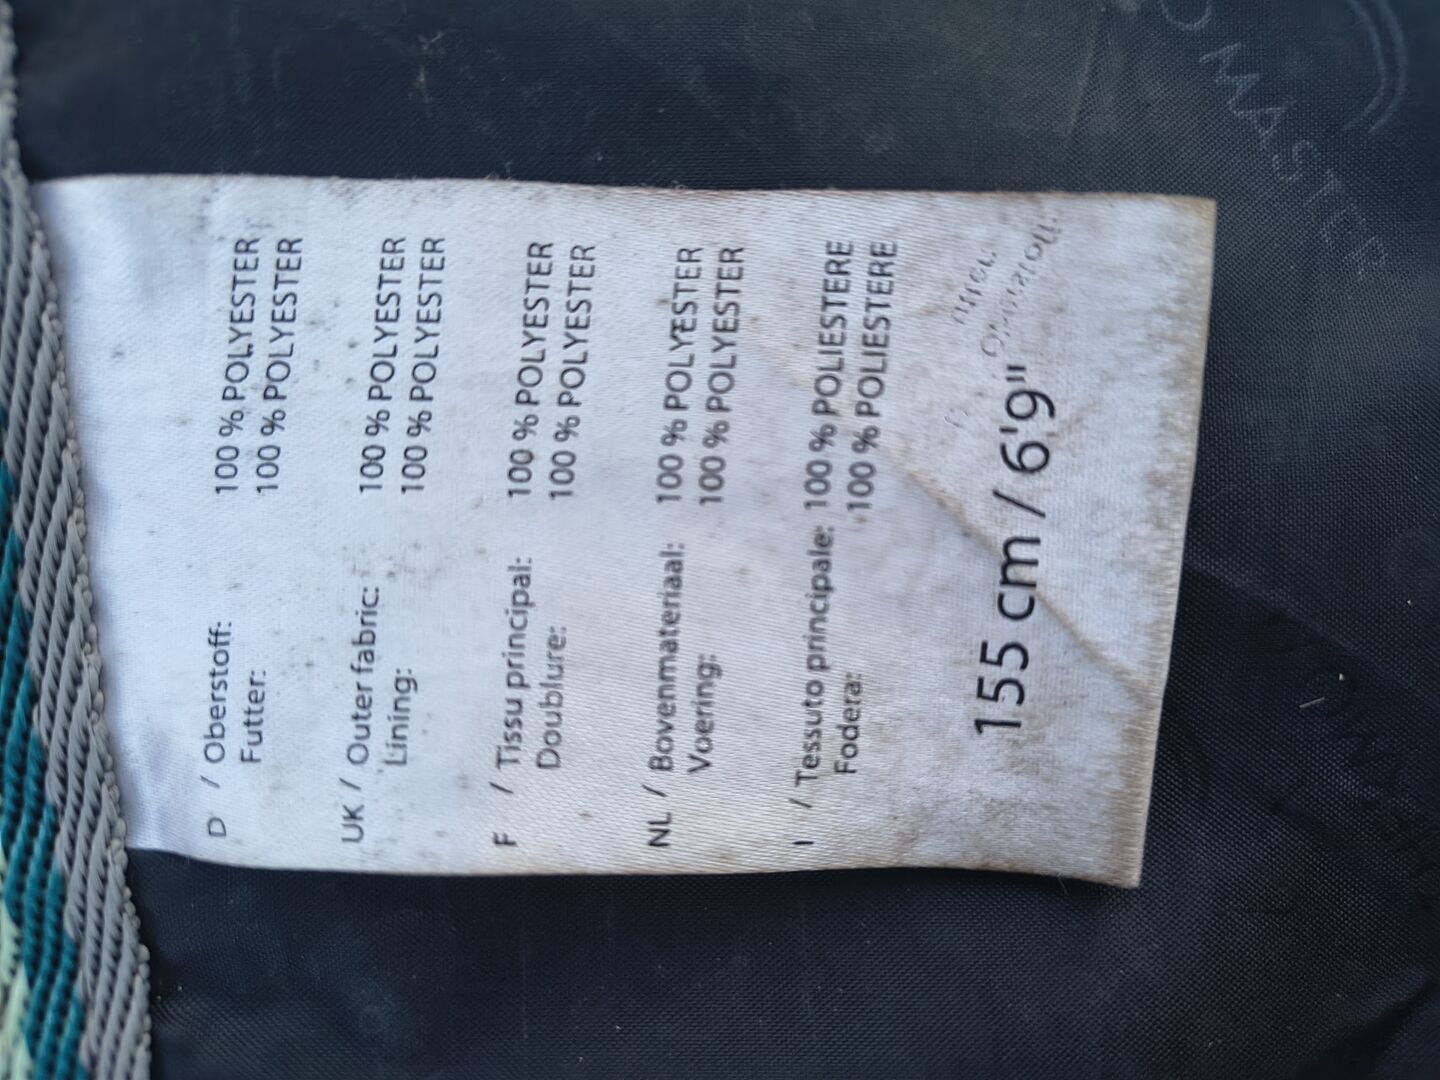 D / Oberstoff: 100 % POLYESTER
Futter: 100 % POLYESTER
UK / Outer fabric: 100 % POLYESTER
Lining: 100 % POLYESTER
F / Tissu principal: 100 % POLYESTER
Doublure: 100 % POLYESTER
NL / Bovenmateriaal: 100 % POLYESTER
Voering: 100 % POLYESTER
I / Tessuto principale: 100 % POLIESTERE
Fodera: 100 % POLIESTERE
155 cm / 6'9"
MASTER